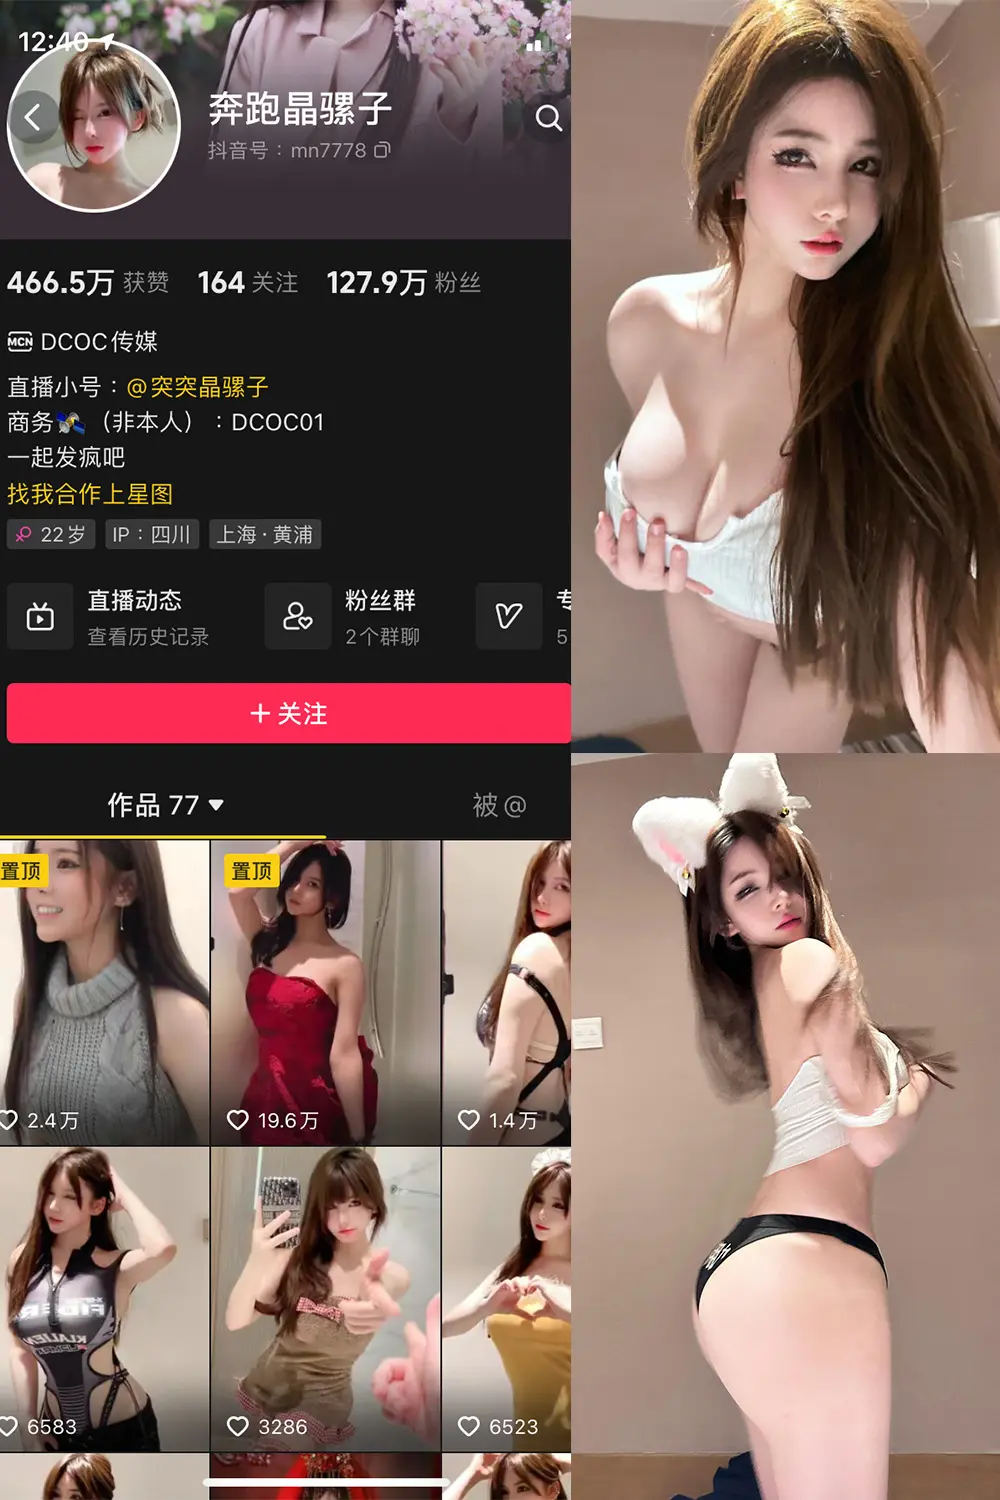 12:40
奔跑晶骡子
抖音号：mn7778
466.5万 获赞 164 关注 127.9万 粉丝
MCN DCOC传媒
直播小号：@突突晶骡子
商务🛰️（非本人）：DCOC01
一起发疯吧
找我合作上星图
22岁 IP：四川 上海·黄浦
直播动态 粉丝群 专
查看历史记录 2个群聊 5
+ 关注
作品 77 被@
置顶 置顶
2.4万 19.6万 1.4万
6583 3286 6523